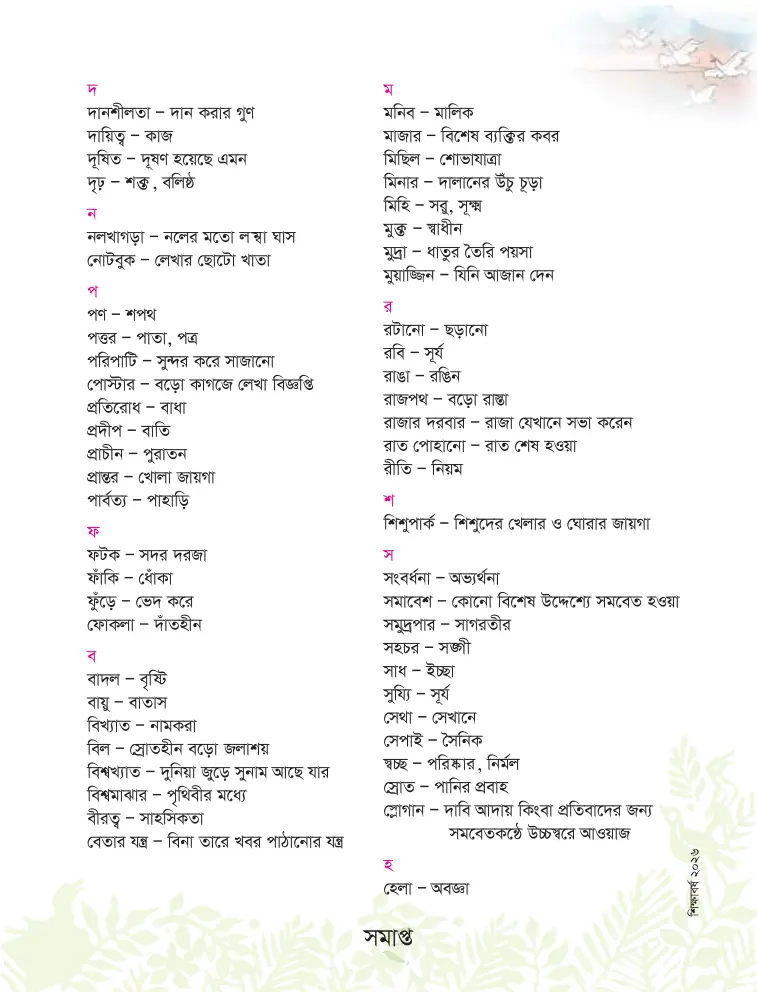 দ
দানশীলতা – দান করার গুণ
দায়িত্ব – কাজ
দূষিত – দূষণ হয়েছে এমন
দৃঢ় – শক্ত, বলিষ্ঠ
ন
নলখাগড়া – নলের মতো লম্বা ঘাস
নোটবুক – লেখার ছোটো খাতা
প
পণ – শপথ
পত্তর – পাতা, পত্র
পরিপাটি – সুন্দর করে সাজানো
পোস্টার – বড়ো কাগজে লেখা বিজ্ঞপ্তি
প্রতিরোধ – বাধা
প্রদীপ – বাতি
প্রাচীন – পুরাতন
প্রান্তর – খোলা জায়গা
পার্বত্য – পাহাড়ি
ফ
ফটক – সদর দরজা
ফাঁকি – ধোঁকা
ফুঁড়ে – ভেদ করে
ফোকলা – দাঁতহীন
ব
বাদল – বৃষ্টি
বায়ু – বাতাস
বিখ্যাত – নামকরা
বিল – স্রোতহীন বড়ো জলাশয়
বিশ্বখ্যাত – দুনিয়া জুড়ে সুনাম আছে যার
বিশ্বমাঝার – পৃথিবীর মধ্যে
বীরত্ব – সাহসিকতা
বেতার যন্ত্র – বিনা তারে খবর পাঠানোর যন্ত্র
ম
মনিব – মালিক
মাজার – বিশেষ ব্যক্তির কবর
মিছিল – শোভাযাত্রা
মিনার – দালানের উঁচু চূড়া
মিহি – সরু, সূক্ষ্ম
মুক্ত – স্বাধীন
মুদ্রা – ধাতুর তৈরি পয়সা
মুয়াজ্জিন – যিনি আজান দেন
র
রটানো – ছড়ানো
রবি – সূর্য
রাঙা – রঙিন
রাজপথ – বড়ো রাস্তা
রাজার দরবার – রাজা যেখানে সভা করেন
রাত পোহানো – রাত শেষ হওয়া
রীতি – নিয়ম
শ
শিশুপার্ক – শিশুদের খেলার ও ঘোরার জায়গা
স
সংবর্ধনা – অভ্যর্থনা
সমাবেশ – কোনো বিশেষ উদ্দেশ্যে সমবেত হওয়া
সমুদ্রপার – সাগরতীর
সহচর – সঙ্গী
সাধ – ইচ্ছা
সুয্যি – সূর্য
সেথা – সেখানে
সেপাই – সৈনিক
স্বচ্ছ – পরিষ্কার, নির্মল
স্রোত – পানির প্রবাহ
স্লোগান – দাবি আদায় কিংবা প্রতিবাদের জন্য
সমবেতকণ্ঠে উচ্চস্বরে আওয়াজ
হ
হেলা – অবজ্ঞা
শিক্ষাবর্ষ ২০২৬
সমাপ্ত